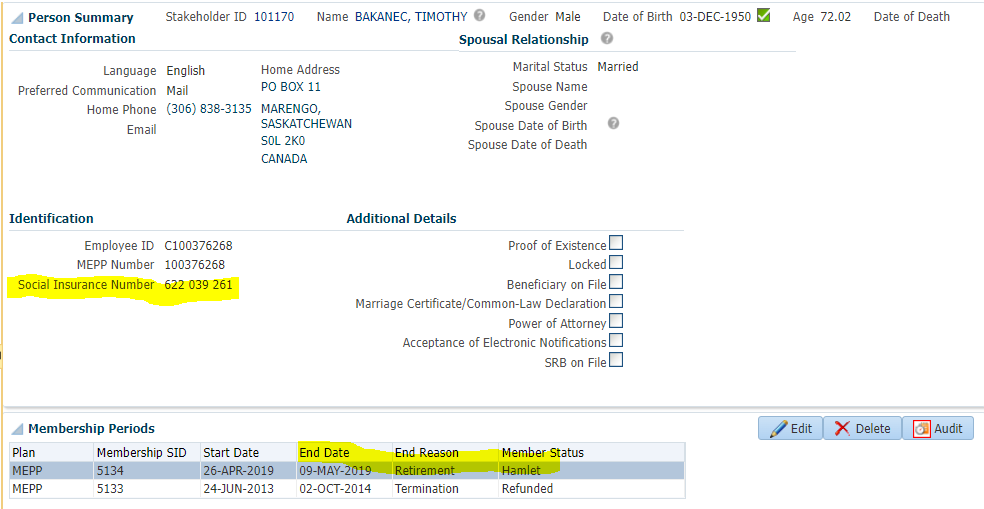 Person Summary Stakeholder ID 101170 Name BAKANEC, TIMOTHY ? Gender Male Date of Birth 03-DEC-1950 Age 72.02 Date of Death
Contact Information
Language English
Preferred Communication Mail
Home Phone (306) 838-3135
Email
Home Address
PO BOX 11
MARENGO,
SASKATCHEWAN
S0L 2K0
CANADA
Spousal Relationship ?
Marital Status Married
Spouse Name
Spouse Gender
Spouse Date of Birth ?
Spouse Date of Death
Identification
Employee ID C100376268
MEPP Number 100376268
Social Insurance Number 622 039 261
Additional Details
Proof of Existence
Locked
Beneficiary on File
Marriage Certificate/Common-Law Declaration
Power of Attorney
Acceptance of Electronic Notifications
SRB on File
Membership Periods Edit Delete Audit
Plan Membership SID Start Date End Date End Reason Member Status
MEPP 5134 26-APR-2019 09-MAY-2019 Retirement Hamlet
MEPP 5133 24-JUN-2013 02-OCT-2014 Termination Refunded